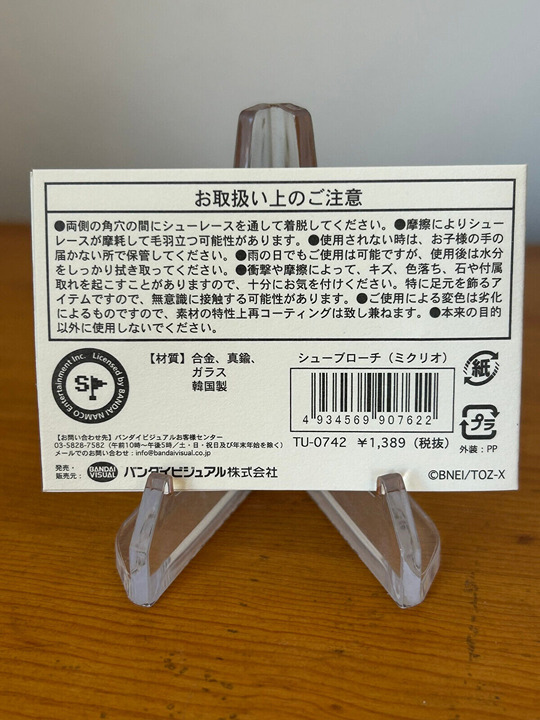 お取扱い上のご注意
●両側の角穴の間にシューレースを通して着脱してください。●摩擦によりシュー
レースが摩耗して毛羽立つ可能性があります。●使用されない時は、お子様の手の
届かない所で保管してください。●雨の日でもご使用は可能ですが、使用後は水分
をしっかり拭き取ってください。●衝撃や摩擦によって、キズ、色落ち、石や付属
取れを起こすことがありますので、十分にお気を付けください。特に足元を飾るア
イテムですので、無意識に接触する可能性があります。●ご使用による変色は劣化
によるものですので、素材の特性上再コーティングは致し兼ねます。●本来の目的
以外に使用しないでください。
Licensed by BANDAI NAMCO Entertainment Inc.
【材質】合金、真鍮、
ガラス
韓国製
シューブローチ（ミクリオ）
4 934569 907622
TU-0742 ¥1,389（税抜）
紙
プラ
外装：PP
【お問い合わせ先】バンダイビジュアルお客様センター
03-5828-7582（午前10時〜午後5時／土・日・祝日及び年末年始を除く）
メールでのお問い合わせ：info@bandaivisual.co.jp
発売・
販売元：
BANDAI
VISUAL
バンダイビジュアル株式会社
©BNEI/TOZ-X